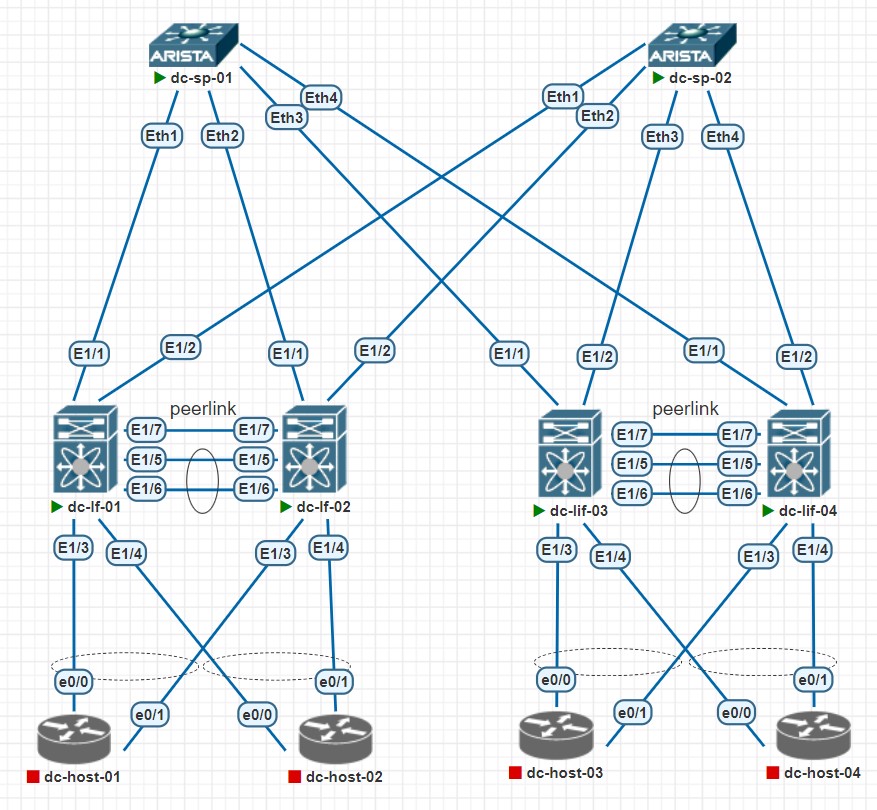 ARISTA
ARISTA
dc-sp-01
dc-sp-02
Eth4
Eth1
Eth3
Eth2
Eth1
Eth2
Eth3
Eth4
E1/1
E1/2
E1/1
E1/2
E1/1
E1/2
E1/1
E1/2
peerlink
peerlink
E1/7
E1/7
E1/7
E1/7
E1/5
E1/5
E1/5
E1/5
E1/6
E1/6
E1/6
E1/6
dc-lf-01
dc-lf-02
dc-lif-03
dc-lif-04
E1/3
E1/4
E1/3
E1/4
E1/3
E1/4
E1/3
E1/4
e0/0
e0/1
e0/0
e0/1
e0/1
e0/0
e0/1
e0/0
dc-host-01
dc-host-02
dc-host-03
dc-host-04